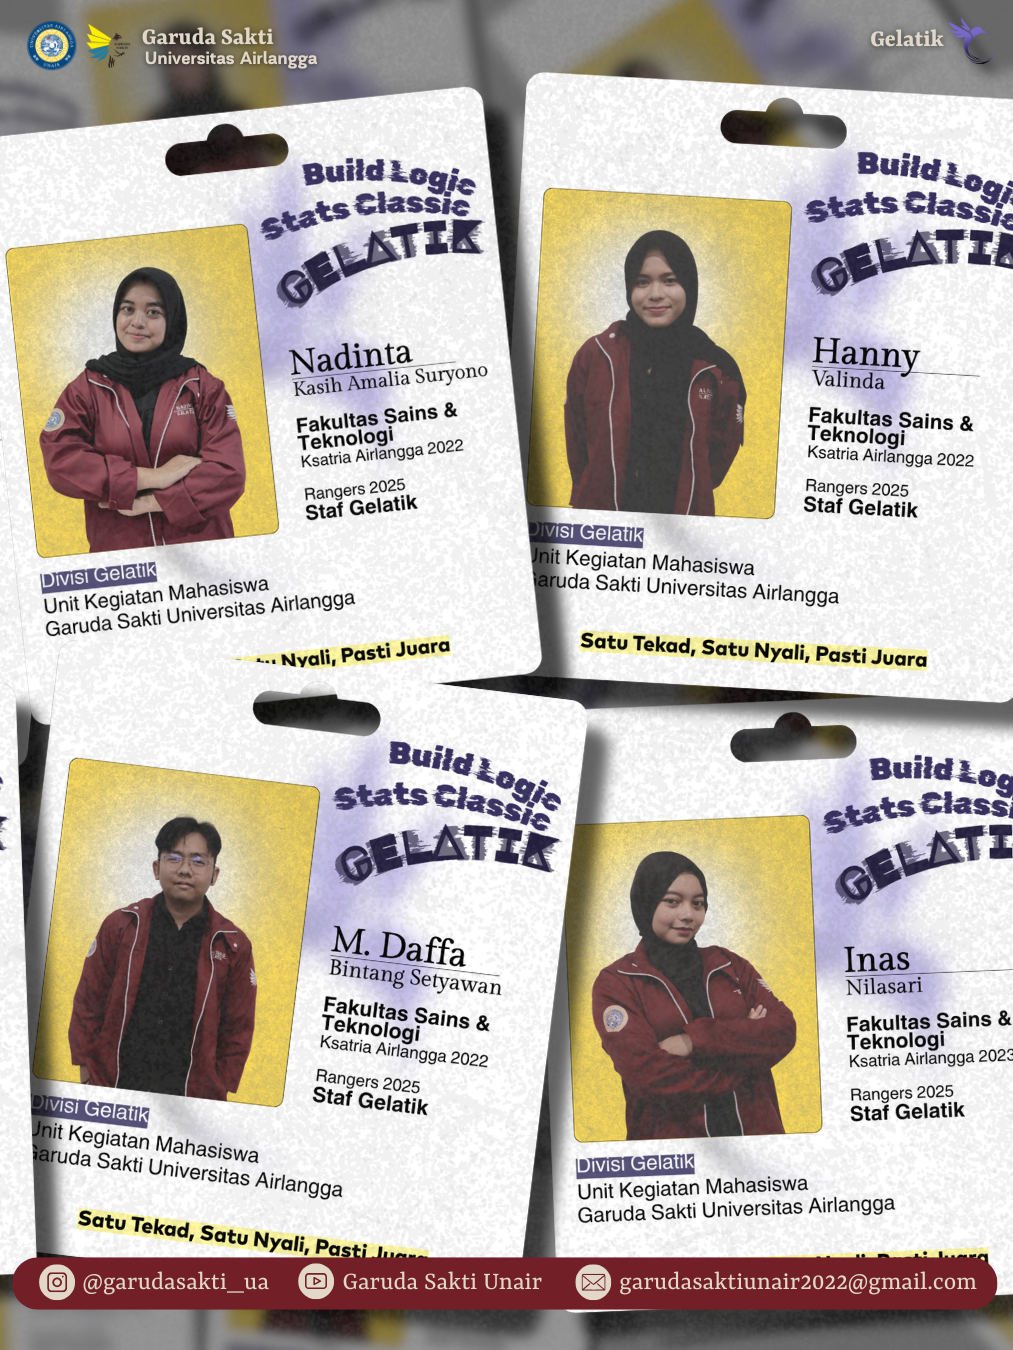 Garuda Sakti
Universitas Airlangga
Gelatik
Build Logic
Stats Classic
GELATIK
Nadinta
Kasih Amalia Suryono
Fakultas Sains &
Teknologi
Ksatria Airlangga 2022
Rangers 2025
Staf Gelatik
Divisi Gelatik
Unit Kegiatan Mahasiswa
Garuda Sakti Universitas Airlangga
Nyali, Pasti Juara
Build Logi
Stats Classic
GELATIK
Hanny
Valinda
Fakultas Sains &
Teknologi
Ksatria Airlangga 2022
Rangers 2025
Staf Gelatik
Divisi Gelatik
Unit Kegiatan Mahasiswa
Garuda Sakti Universitas Airlangga
Satu Tekad, Satu Nyali, Pasti Juara
Build Logic
Stats Classic
GELATIK
M. Daffa
Bintang Setyawan
Fakultas Sains &
Teknologi
Ksatria Airlangga 2022
Rangers 2025
Staf Gelatik
Divisi Gelatik
Unit Kegiatan Mahasiswa
Garuda Sakti Universitas Airlangga
Satu Tekad, Satu Nyali, Pasti Juara
Build Log
Stats Classi
GELATI
Inas
Nilasari
Fakultas Sains &
Teknologi
Ksatria Airlangga 2023
Rangers 2025
Staf Gelatik
Divisi Gelatik
Unit Kegiatan Mahasiswa
Garuda Sakti Universitas Airlangga
Pasti Juara
@garudasakti_ua
Garuda Sakti Unair
garudasaktiunair2022@gmail.com